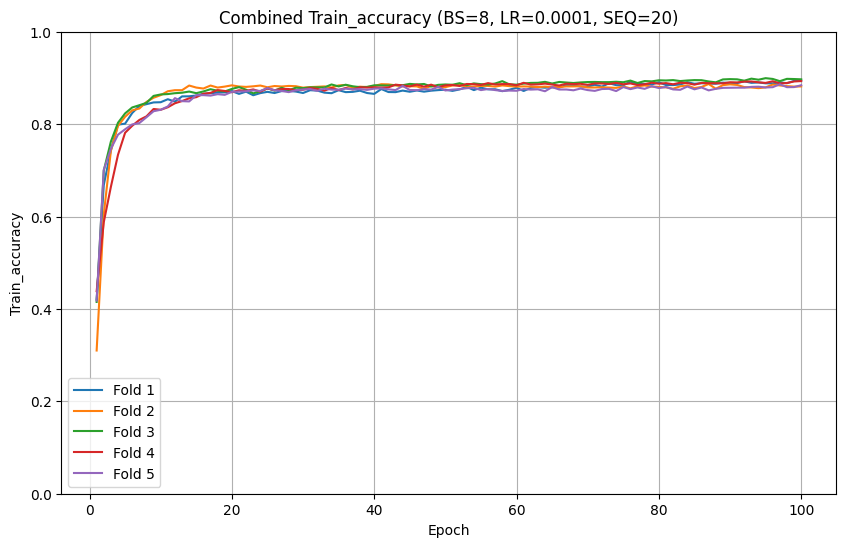 Combined Train_accuracy (BS=8, LR=0.0001, SEQ=20)
Train_accuracy
1.0
0.8
0.6
0.4
0.2
0.0
Fold 1
Fold 2
Fold 3
Fold 4
Fold 5
0
20
40
60
80
100
Epoch